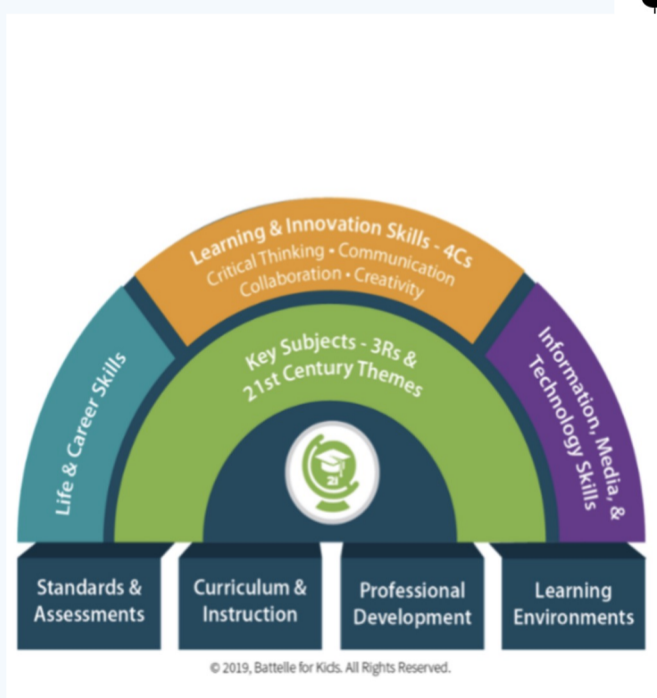 Learning & Innovation Skills - 4Cs
Critical Thinking • Communication
Collaboration • Creativity
Key Subjects - 3Rs &
21st Century Themes
Life & Career Skills
Information, Media, &
Technology Skills
21
Standards &
Assessments
Curriculum &
Instruction
Professional
Development
Learning
Environments
© 2019, Battelle for Kids. All Rights Reserved.